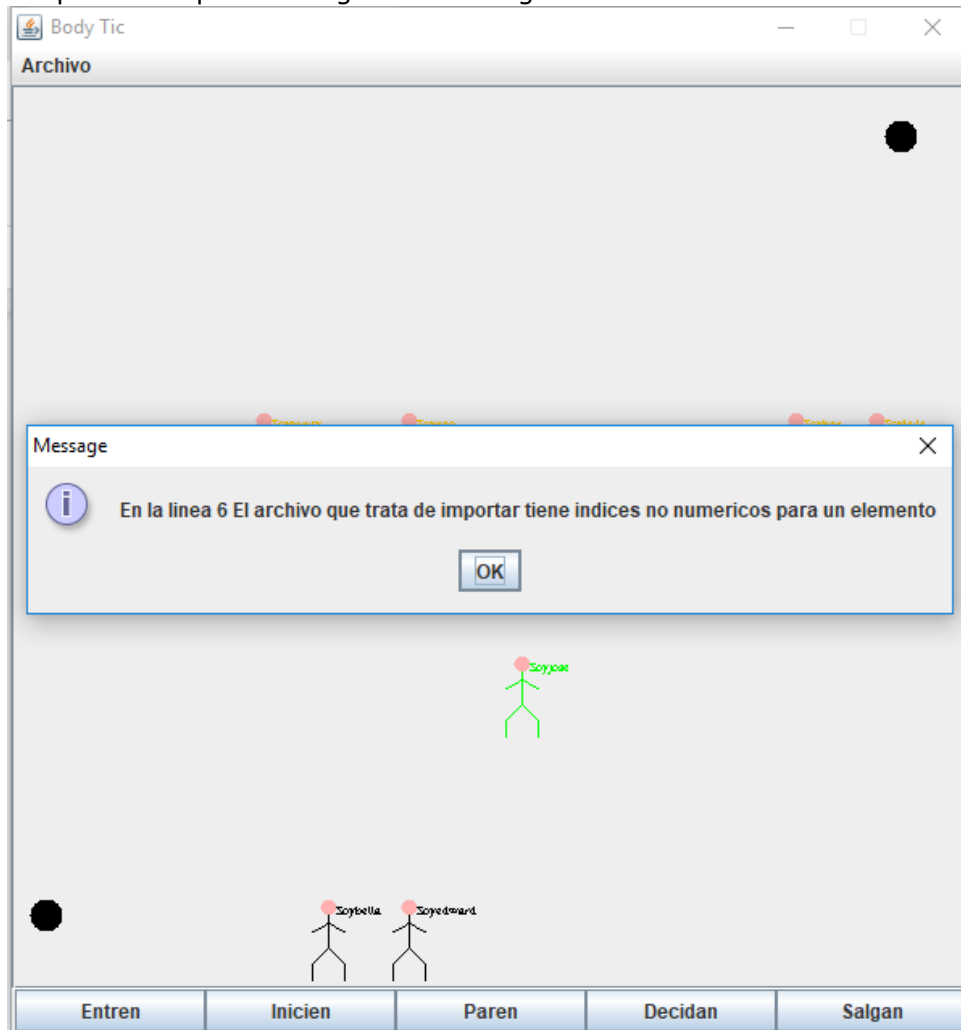 Body Tic
Archivo
Message
En la linea 6 El archivo que trata de importar tiene indices no numericos para un elemento
OK
Soyjose
Soybella
Soyedward
Entren Inicien Paren Decidan Salgan